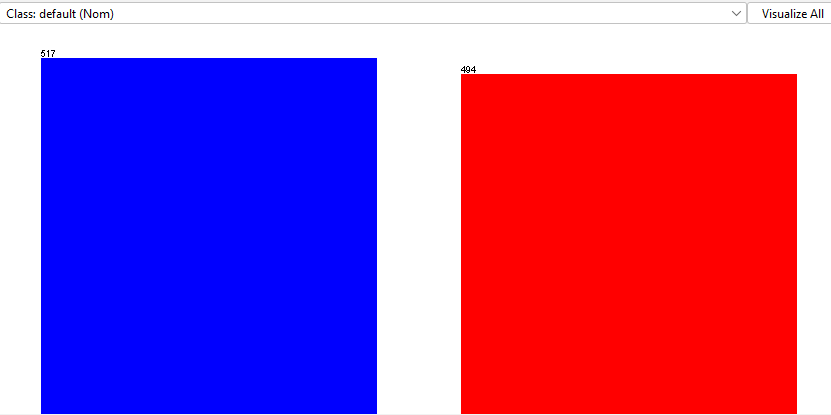 Class: default (Nom)
Visualize All
517
494